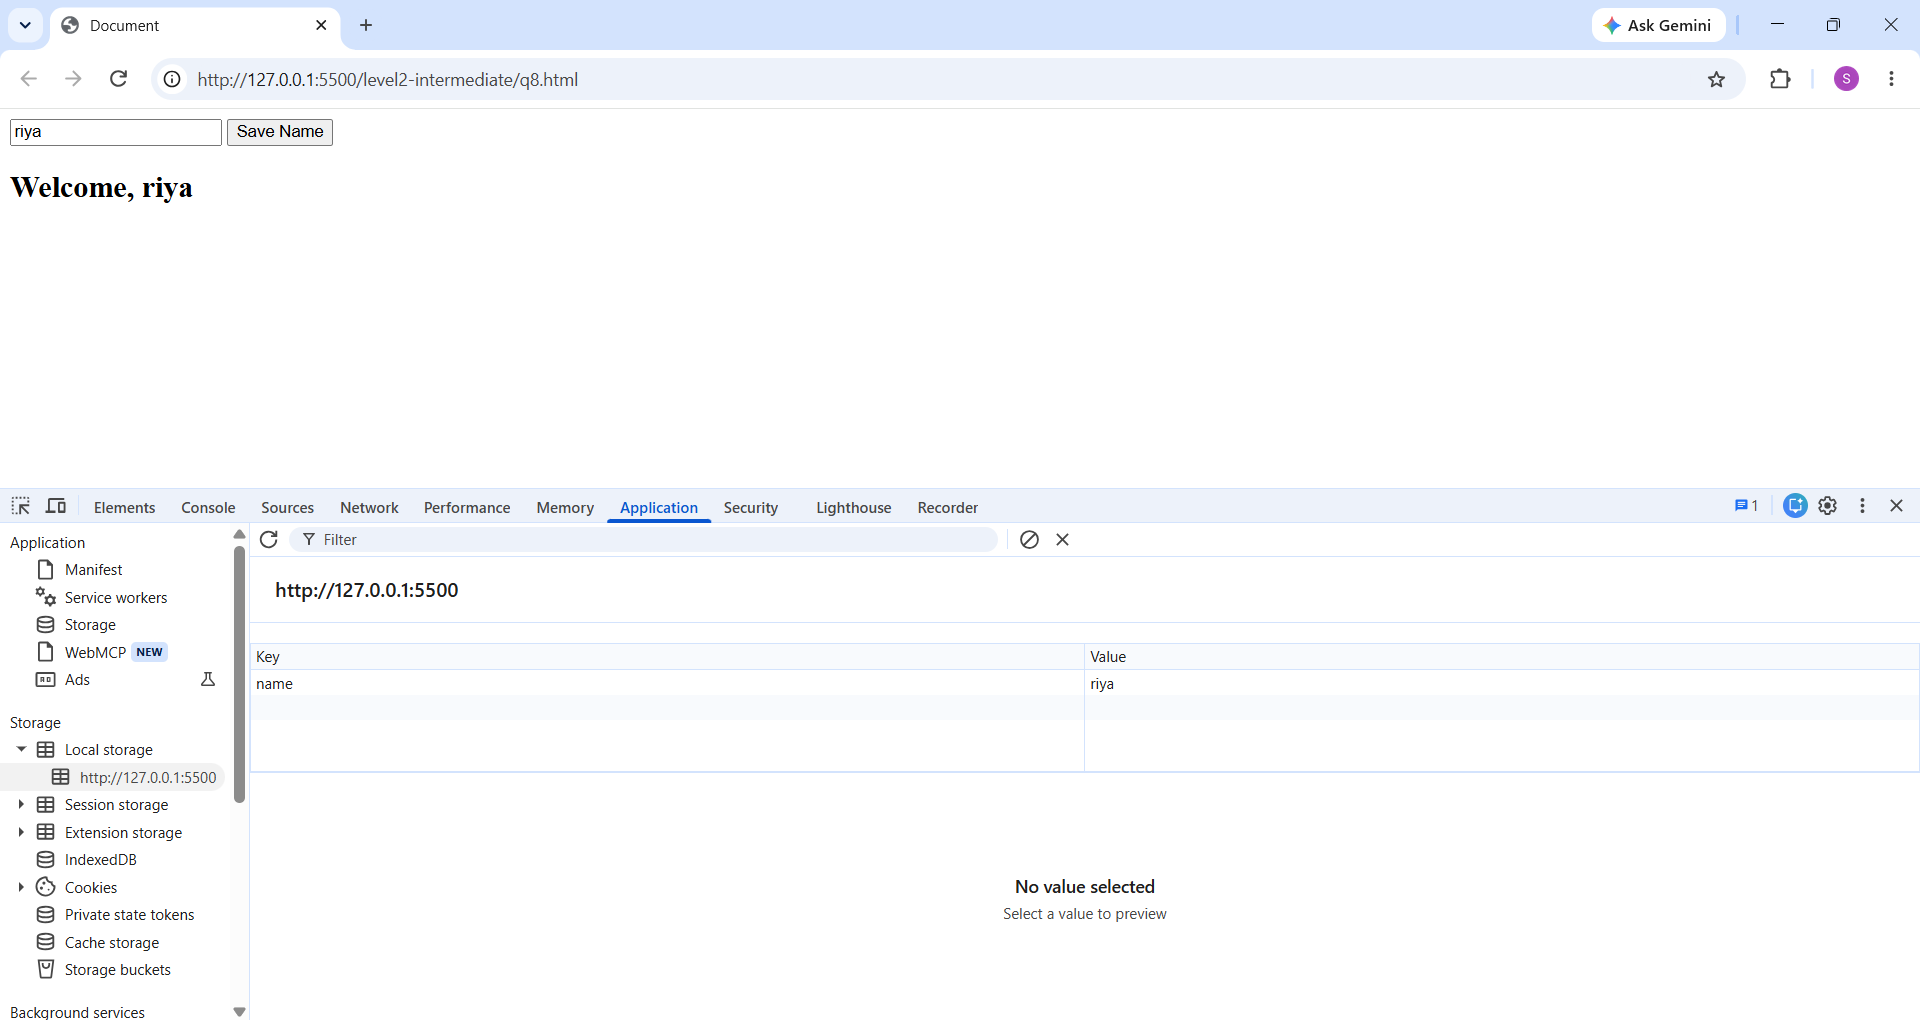 Document
Ask Gemini
http://127.0.0.1:5500/level2-intermediate/q8.html
S
riya Save Name
Welcome, riya
Elements Console Sources Network Performance Memory Application Security Lighthouse Recorder 1
Application
Manifest
Service workers
Storage
WebMCP NEW
Ads
Storage
Local storage
http://127.0.0.1:5500
Session storage
Extension storage
IndexedDB
Cookies
Private state tokens
Cache storage
Storage buckets
Background services
Filter
http://127.0.0.1:5500
Key Value
name riya
No value selected
Select a value to preview